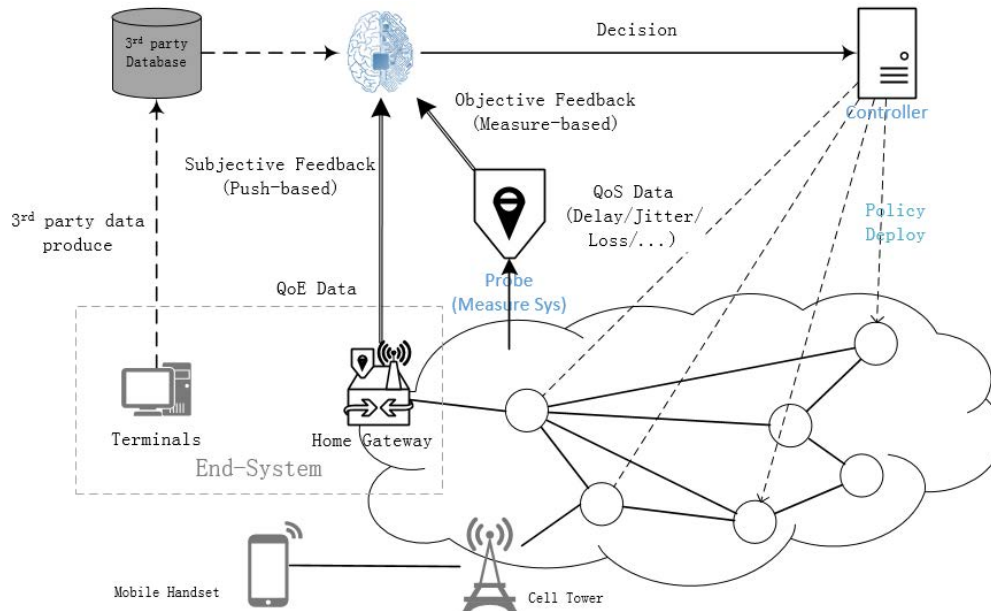 3rd party
Database
Decision
Objective Feedback
(Measure-based)
Controller
Subjective Feedback
(Push-based)
QoS Data
(Delay/Jitter/
Loss/...)
Policy
Deploy
3rd party data
produce
QoE Data
Probe
(Measure Sys)
Terminals
Home Gateway
End-System
Mobile Handset
Cell Tower